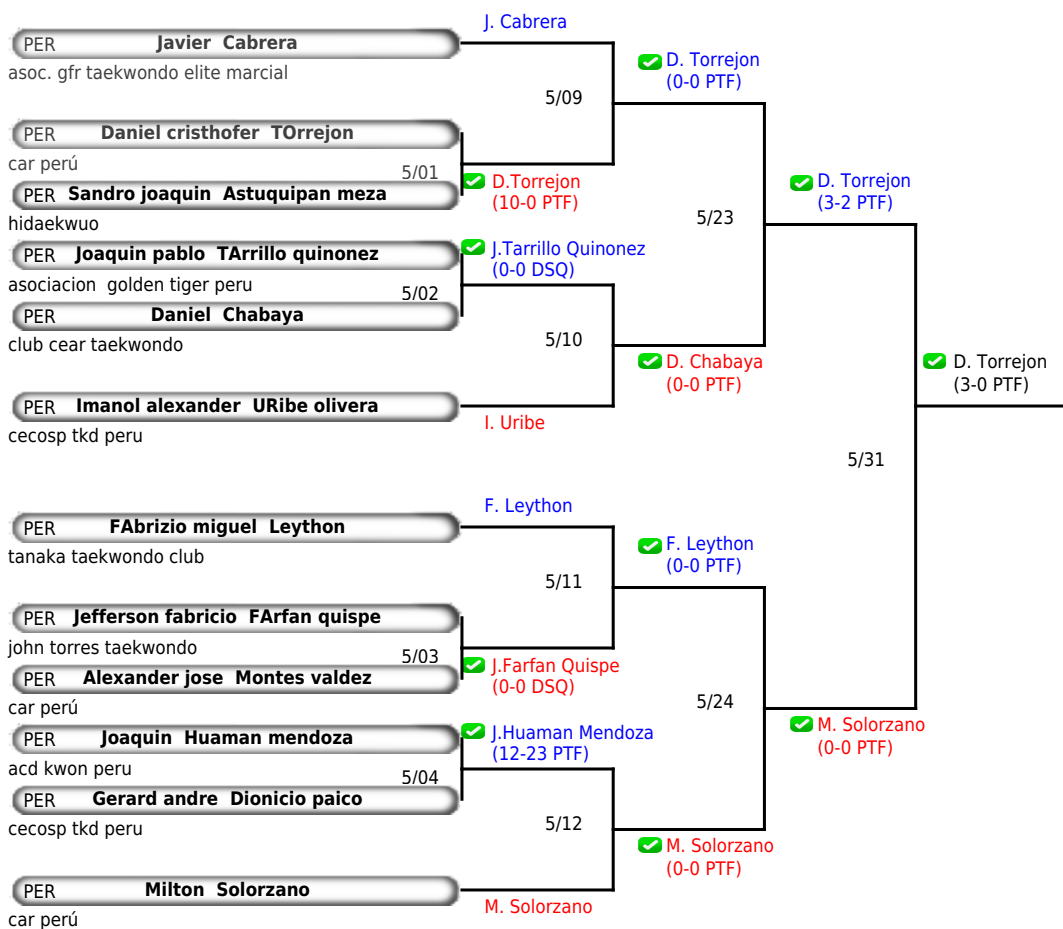 J. Cabrera
PER Javier Cabrera
asoc. gfr taekwondo elite marcial
D. Torrejon
(0-0 PTF)
5/09
PER Daniel cristhofer TOrrejon
car perú
5/01
PER Sandro joaquin Astuquipan meza
hidaekwuo
D.Torrejon
(10-0 PTF)
D. Torrejon
(3-2 PTF)
5/23
PER Joaquin pablo TArrillo quinonez
asociacion golden tiger peru
J.Tarrillo Quinonez
(0-0 DSQ)
5/02
PER Daniel Chabaya
club cear taekwondo
5/10
D. Chabaya
(0-0 PTF)
D. Torrejon
(3-0 PTF)
PER Imanol alexander URibe olivera
cecosp tkd peru
I. Uribe
5/31
F. Leython
PER FAbrizio miguel Leython
tanaka taekwondo club
F. Leython
(0-0 PTF)
5/11
PER Jefferson fabricio FArfan quispe
john torres taekwondo
5/03
PER Alexander jose Montes valdez
car perú
J.Farfan Quispe
(0-0 DSQ)
5/24
M. Solorzano
(0-0 PTF)
PER Joaquin Huaman mendoza
acd kwon peru
J.Huaman Mendoza
(12-23 PTF)
5/04
PER Gerard andre Dionicio paico
cecosp tkd peru
5/12
M. Solorzano
(0-0 PTF)
PER Milton Solorzano
car perú
M. Solorzano